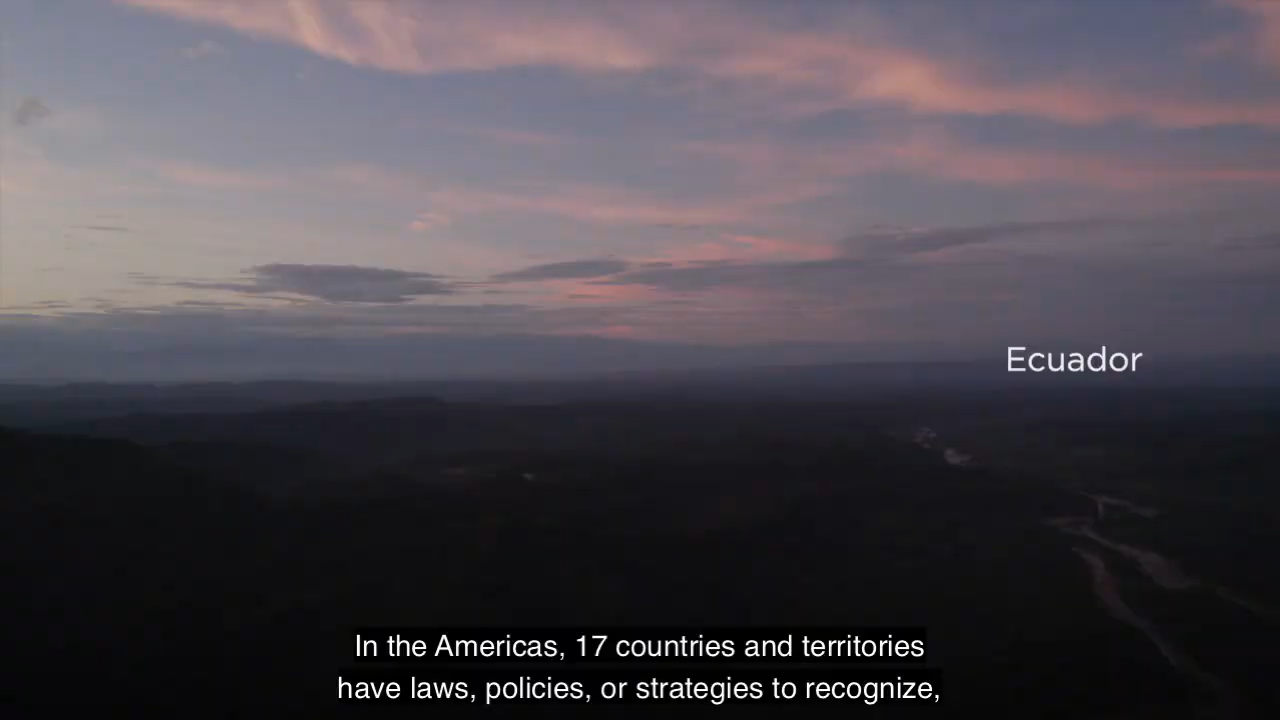 Ecuador
In the Americas, 17 countries and territories
have laws, policies, or strategies to recognize,